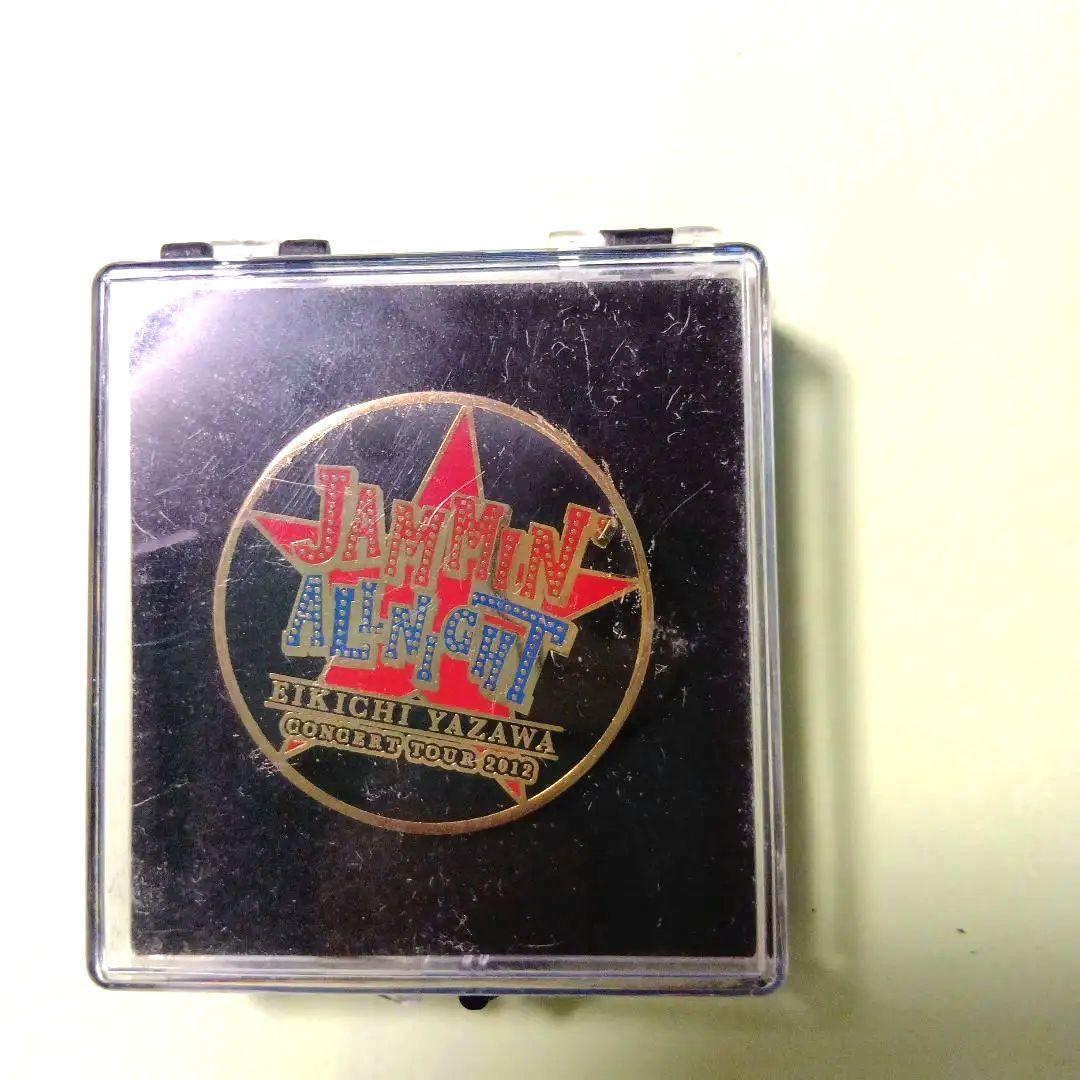 JAMMIN'
ALL NIGHT
EIKICHI YAZAWA
CONCERT TOUR 2012